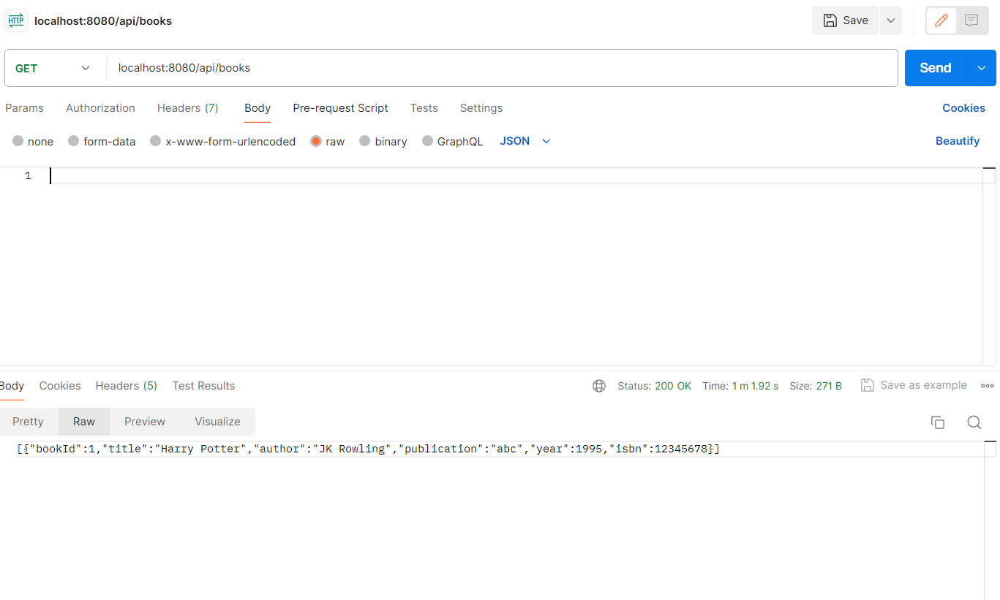 HTTP localhost:8080/api/books Save
GET localhost:8080/api/books Send
Params Authorization Headers (7) Body Pre-request Script Tests Settings Cookies
none form-data x-www-form-urlencoded raw binary GraphQL JSON Beautify
1
Body Cookies Headers (5) Test Results Status: 200 OK Time: 1 m 1.92 s Size: 271 B Save as example
Pretty Raw Preview Visualize
[{"bookId":1,"title":"Harry Potter","author":"JK Rowling","publication":"abc","year":1995,"isbn":12345678}]